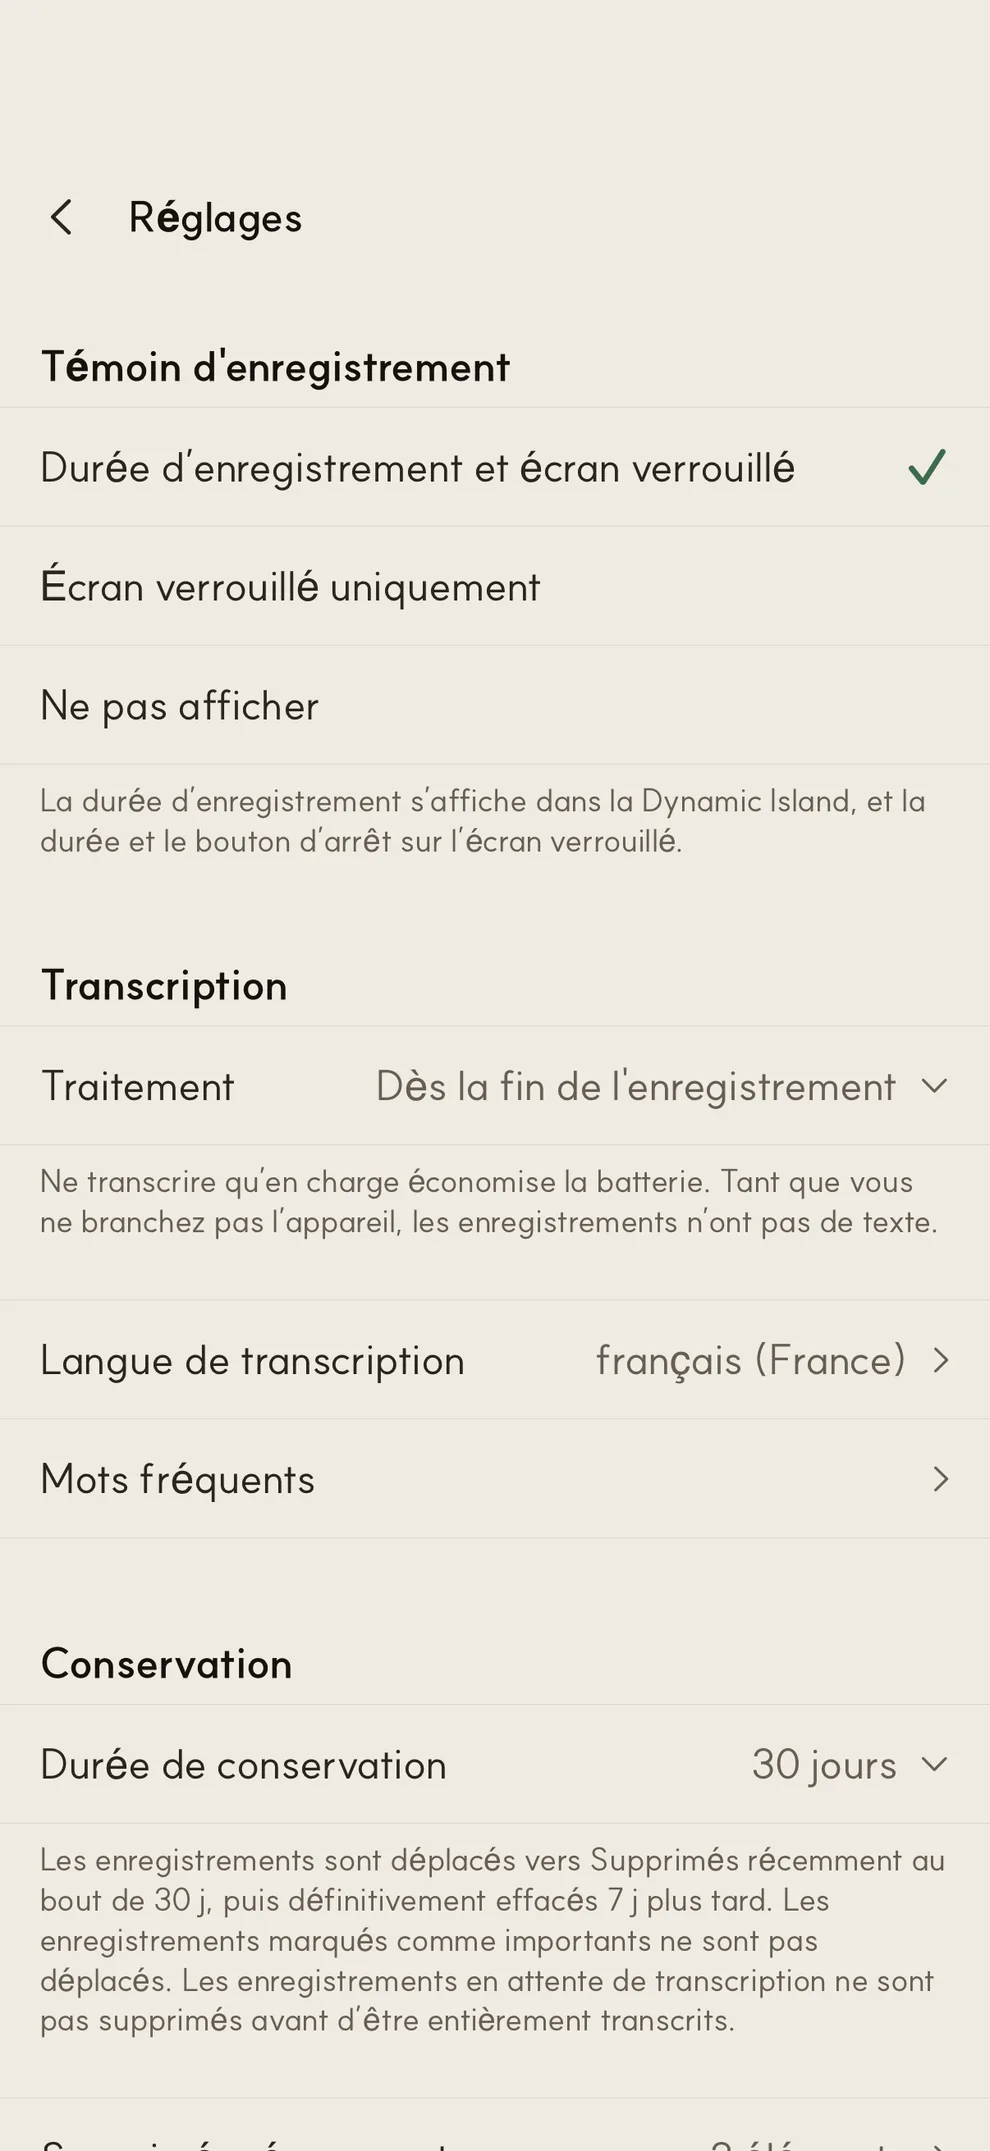 Réglages
Témoin d'enregistrement
Durée d’enregistrement et écran verrouillé
Écran verrouillé uniquement
Ne pas afficher
La durée d’enregistrement s’affiche dans la Dynamic Island, et la
durée et le bouton d’arrêt sur l’écran verrouillé.
Transcription
Traitement Dès la fin de l'enregistrement
Ne transcrire qu’en charge économise la batterie. Tant que vous
ne branchez pas l’appareil, les enregistrements n’ont pas de texte.
Langue de transcription français (France)
Mots fréquents
Conservation
Durée de conservation 30 jours
Les enregistrements sont déplacés vers Supprimés récemment au
bout de 30 j, puis définitivement effacés 7 j plus tard. Les
enregistrements marqués comme importants ne sont pas
déplacés. Les enregistrements en attente de transcription ne sont
pas supprimés avant d’être entièrement transcrits.